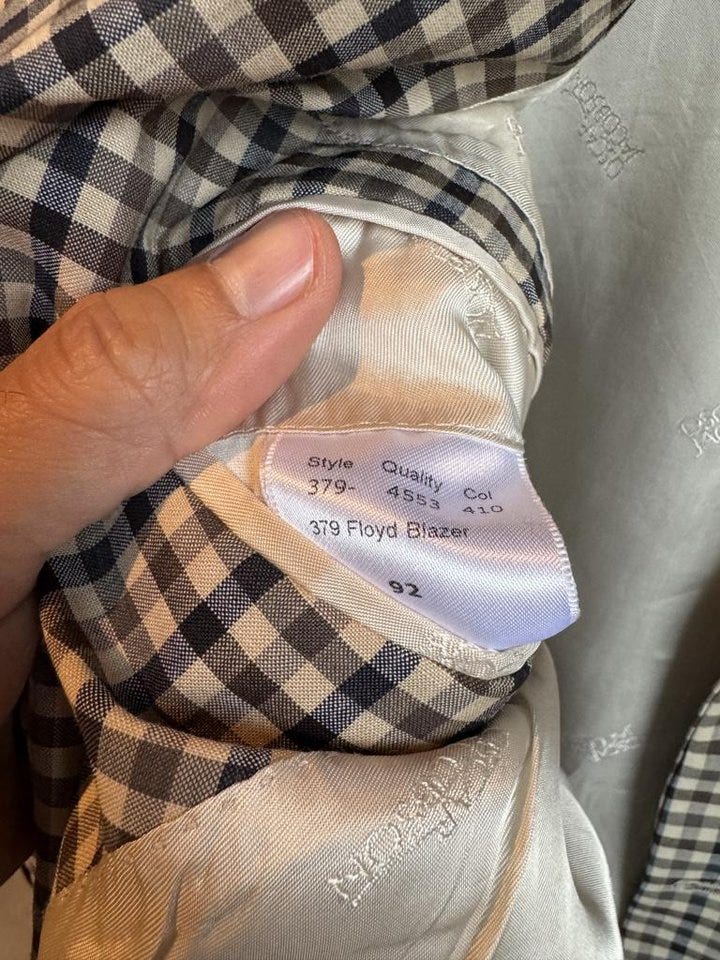 Style Quality Col
379- 4553 410
379 Floyd Blazer
92